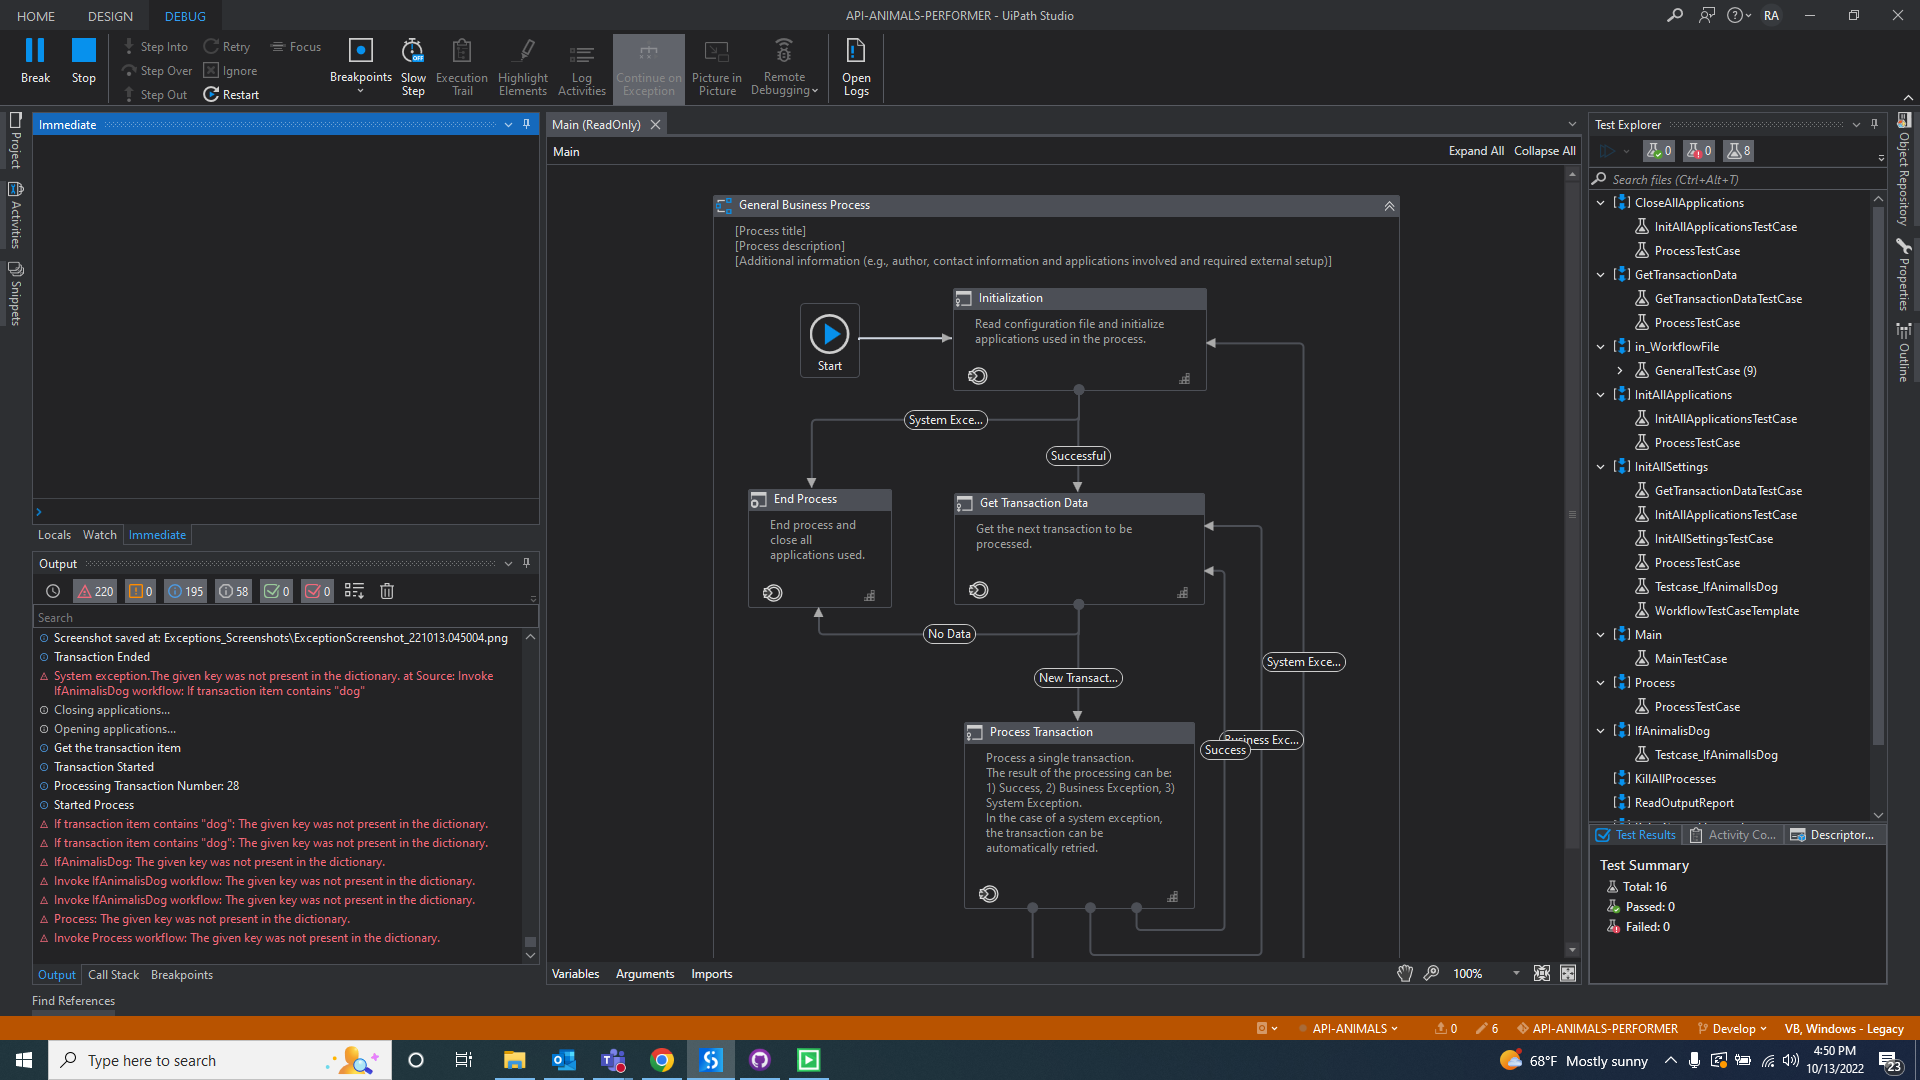 HOME DESIGN DEBUG API-ANIMALS-PERFORMER - UiPath Studio RA
Break
Stop
Step Into
Step Over
Step Out
Retry
Ignore
Restart
Focus
Breakpoints
Slow
Step
Execution
Trail
Highlight
Elements
Log
Activities
Continue on
Exception
Picture in
Picture
Remote
Debugging
Open
Logs
Project
Activities
Snippets
Immediate
Locals Watch Immediate
Output
220 0 195 58 0 0
Search
Screenshot saved at: Exceptions_Screenshots\ExceptionScreenshot_221013.045004.png
Transaction Ended
System exception.The given key was not present in the dictionary. at Source: Invoke
IfAnimalisDog workflow: If transaction item contains "dog"
Closing applications...
Opening applications...
Get the transaction item
Transaction Started
Processing Transaction Number: 28
Started Process
If transaction item contains "dog": The given key was not present in the dictionary.
If transaction item contains "dog": The given key was not present in the dictionary.
IfAnimalisDog: The given key was not present in the dictionary.
Invoke IfAnimalisDog workflow: The given key was not present in the dictionary.
Invoke IfAnimalisDog workflow: The given key was not present in the dictionary.
Process: The given key was not present in the dictionary.
Invoke Process workflow: The given key was not present in the dictionary.
Output Call Stack Breakpoints
Find References
Main (ReadOnly)
Main Expand All Collapse All
General Business Process
[Process title]
[Process description]
[Additional information (e.g., author, contact information and applications involved and required external setup)]
Start
Initialization
Read configuration file and initialize
applications used in the process.
System Exce...
Successful
End Process
End process and
close all
applications used.
Get Transaction Data
Get the next transaction to be
processed.
No Data
System Exce...
New Transact...
Process Transaction
Process a single transaction.
The result of the processing can be:
1) Success, 2) Business Exception, 3)
System Exception.
In the case of a system exception,
the transaction can be
automatically retried.
Business Exc...
Success
Variables Arguments Imports 100%
Test Explorer
0 0 8
Search files (Ctrl+Alt+T)
CloseAllApplications
InitAllApplicationsTestCase
ProcessTestCase
GetTransactionData
GetTransactionDataTestCase
ProcessTestCase
in_WorkflowFile
GeneralTestCase (9)
InitAllApplications
InitAllApplicationsTestCase
ProcessTestCase
InitAllSettings
GetTransactionDataTestCase
InitAllApplicationsTestCase
InitAllSettingsTestCase
ProcessTestCase
Testcase_IfAnimalIsDog
WorkflowTestCaseTemplate
Main
MainTestCase
Process
ProcessTestCase
IfAnimalisDog
Testcase_IfAnimalIsDog
KillAllProcesses
ReadOutputReport
Test Results Activity Co... Descriptor...
Test Summary
Total: 16
Passed: 0
Failed: 0
Object Repository
Properties
Outline
API-ANIMALS 0 6 API-ANIMALS-PERFORMER Develop VB, Windows - Legacy
Type here to search
68°F Mostly sunny
4:50 PM
10/13/2022
23